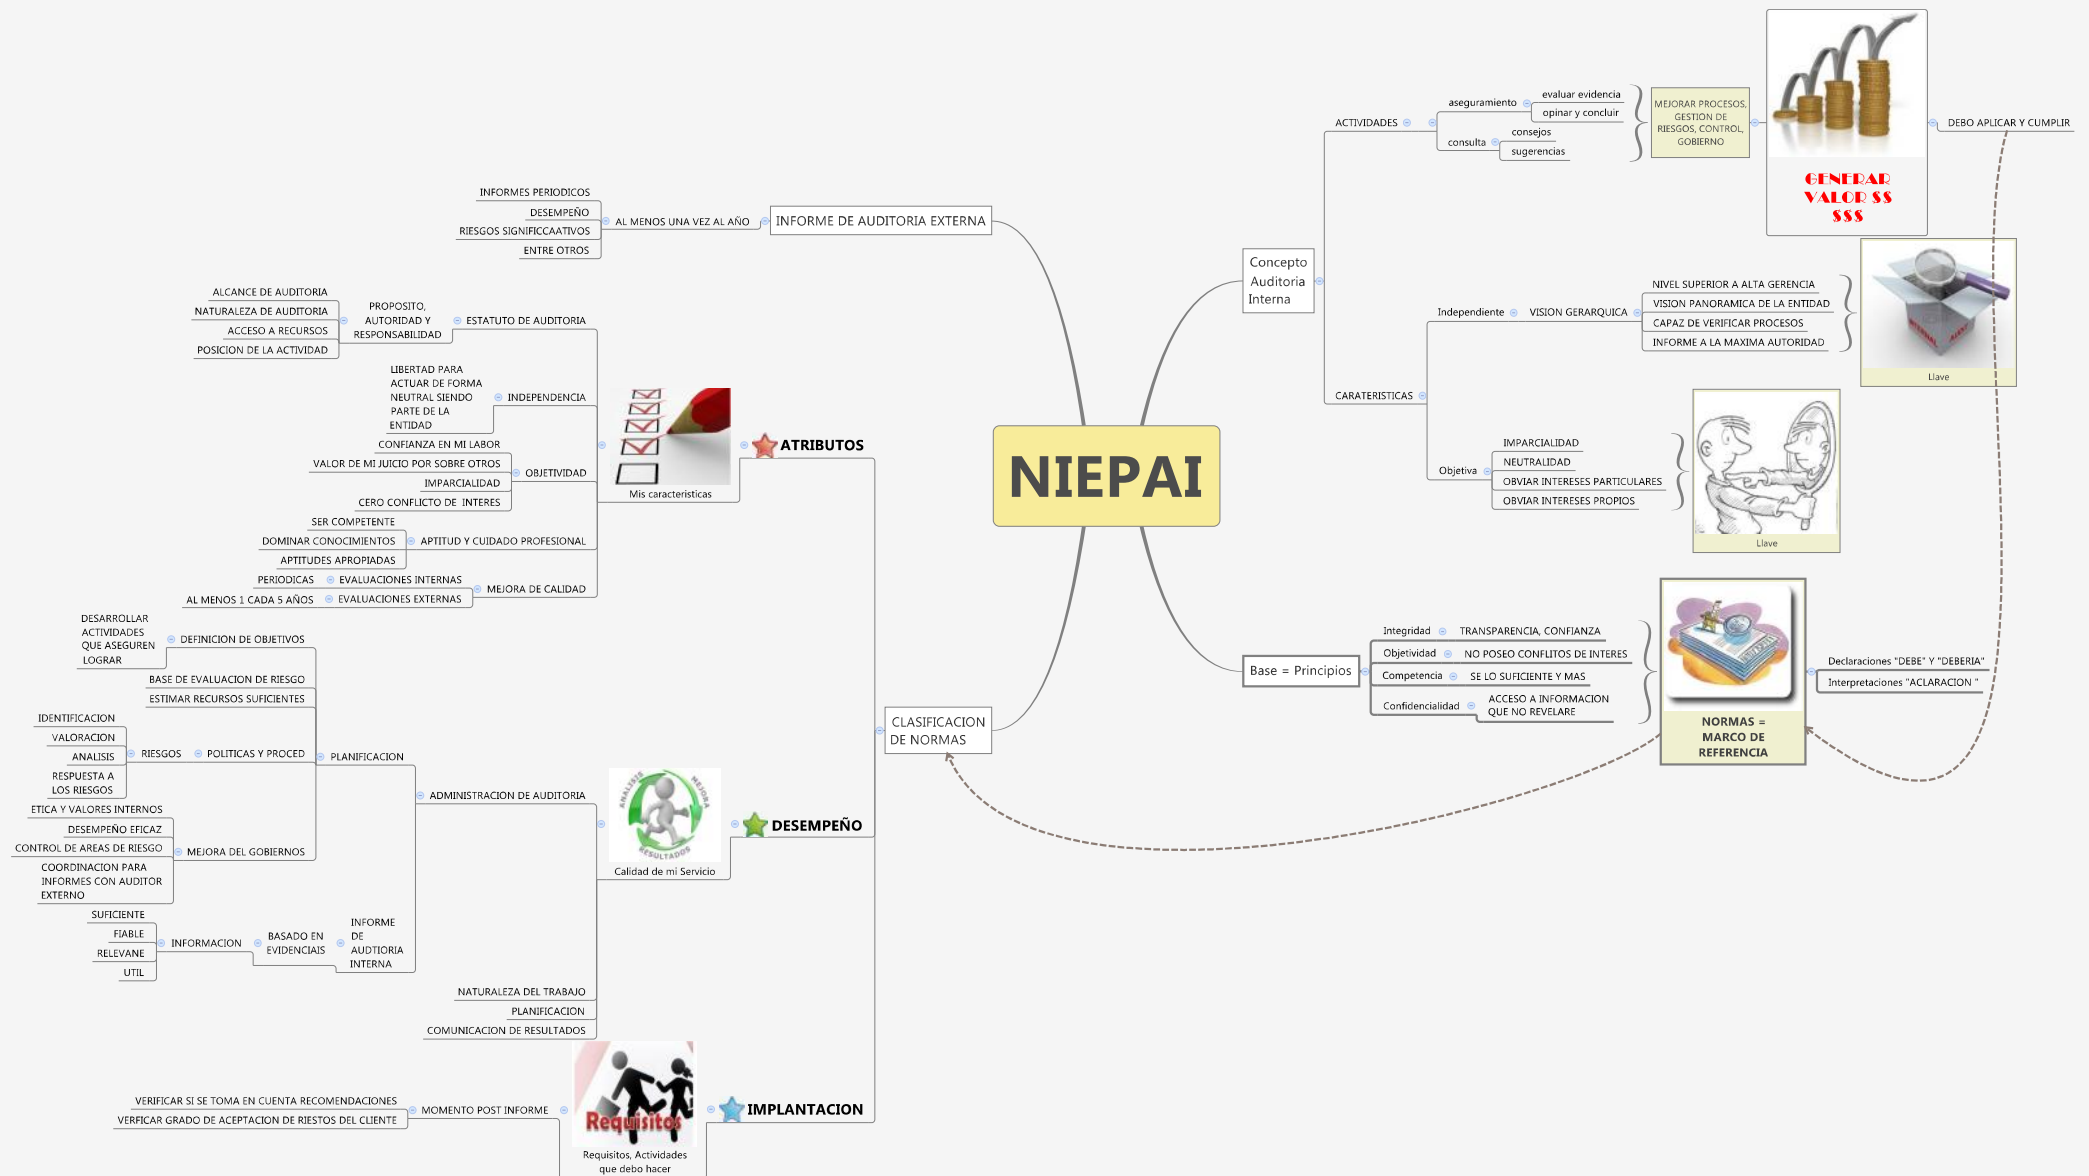 NIEPAI
Concepto
Auditoria
Interna
ACTIVIDADES
aseguramiento
evaluar evidencia
opinar y concluir
consulta
consejos
sugerencias
MEJORAR PROCESOS,
GESTION DE
RIESGOS, CONTROL,
GOBIERNO
GENERAR
VALOR $$
$$$
DEBO APLICAR Y CUMPLIR
CARATERISTICAS
Independiente
VISION GERARQUICA
NIVEL SUPERIOR A ALTA GERENCIA
VISION PANORAMICA DE LA ENTIDAD
CAPAZ DE VERIFICAR PROCESOS
INFORME A LA MAXIMA AUTORIDAD
Llave
Objetiva
IMPARCIALIDAD
NEUTRALIDAD
OBVIAR INTERESES PARTICULARES
OBVIAR INTERESES PROPIOS
Llave
Base = Principios
Integridad
TRANSPARENCIA, CONFIANZA
Objetividad
NO POSEO CONFLITOS DE INTERES
Competencia
SE LO SUFICIENTE Y MAS
Confidencialidad
ACCESO A INFORMACION
QUE NO REVELARE
NORMAS =
MARCO DE
REFERENCIA
Declaraciones "DEBE" Y "DEBERIA"
Interpretaciones "ACLARACION "
INFORME DE AUDITORIA EXTERNA
AL MENOS UNA VEZ AL AÑO
INFORMES PERIODICOS
DESEMPEÑO
RIESGOS SIGNIFICCAATIVOS
ENTRE OTROS
CLASIFICACION
DE NORMAS
ATRIBUTOS
Mis caracteristicas
ESTATUTO DE AUDITORIA
PROPOSITO,
AUTORIDAD Y
RESPONSABILIDAD
ALCANCE DE AUDITORIA
NATURALEZA DE AUDITORIA
ACCESO A RECURSOS
POSICION DE LA ACTIVIDAD
INDEPENDENCIA
LIBERTAD PARA
ACTUAR DE FORMA
NEUTRAL SIENDO
PARTE DE LA
ENTIDAD
OBJETIVIDAD
CONFIANZA EN MI LABOR
VALOR DE MI JUICIO POR SOBRE OTROS
IMPARCIALIDAD
CERO CONFLICTO DE  INTERES
APTITUD Y CUIDADO PROFESIONAL
SER COMPETENTE
DOMINAR CONOCIMIENTOS
APTITUDES APROPIADAS
MEJORA DE CALIDAD
EVALUACIONES INTERNAS
PERIODICAS
EVALUACIONES EXTERNAS
AL MENOS 1 CADA 5 AÑOS
DESEMPEÑO
ANALISIS
MEJORA
RESULTADOS
Calidad de mi Servicio
ADMINISTRACION DE AUDITORIA
PLANIFICACION
DEFINICION DE OBJETIVOS
DESARROLLAR
ACTIVIDADES
QUE ASEGUREN
LOGRAR
BASE DE EVALUACION DE RIESGO
ESTIMAR RECURSOS SUFICIENTES
POLITICAS Y PROCED
RIESGOS
IDENTIFICACION
VALORACION
ANALISIS
RESPUESTA A
LOS RIESGOS
MEJORA DEL GOBIERNOS
ETICA Y VALORES INTERNOS
DESEMPEÑO EFICAZ
CONTROL DE AREAS DE RIESGO
COORDINACION PARA
INFORMES CON AUDITOR
EXTERNO
INFORME
DE
AUDTIORIA
INTERNA
BASADO EN
EVIDENCIAIS
INFORMACION
SUFICIENTE
FIABLE
RELEVANE
UTIL
NATURALEZA DEL TRABAJO
PLANIFICACION
COMUNICACION DE RESULTADOS
IMPLANTACION
Requisitos
Requisitos, Actividades
que debo hacer
MOMENTO POST INFORME
VERIFICAR SI SE TOMA EN CUENTA RECOMENDACIONES
VERFICAR GRADO DE ACEPTACION DE RIESTOS DEL CLIENTE